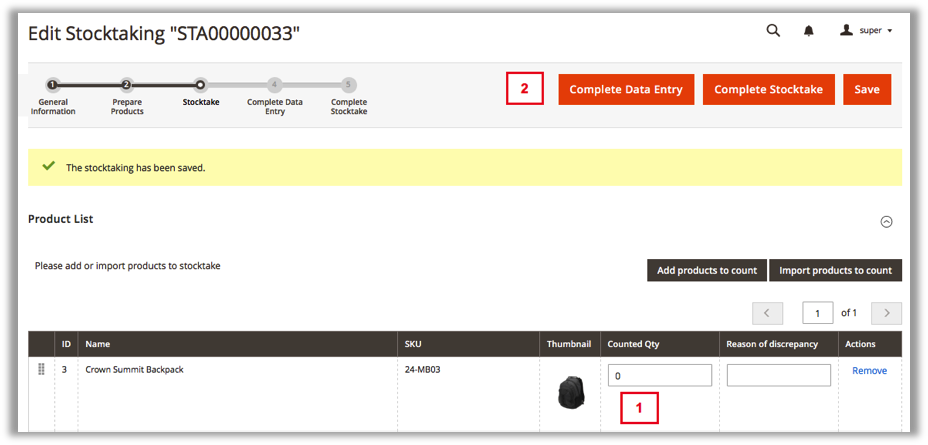 Edit Stocktaking "STA00000033"
super
1 2 4 5
General Information
Prepare Products
Stocktake
Complete Data Entry
Complete Stocktake
2
Complete Data Entry
Complete Stocktake
Save
The stocktaking has been saved.
Product List
Please add or import products to stocktake
Add products to count
Import products to count
1 of 1
ID Name SKU Thumbnail Counted Qty Reason of discrepancy Actions
3 Crown Summit Backpack 24-MB03 0 Remove
1